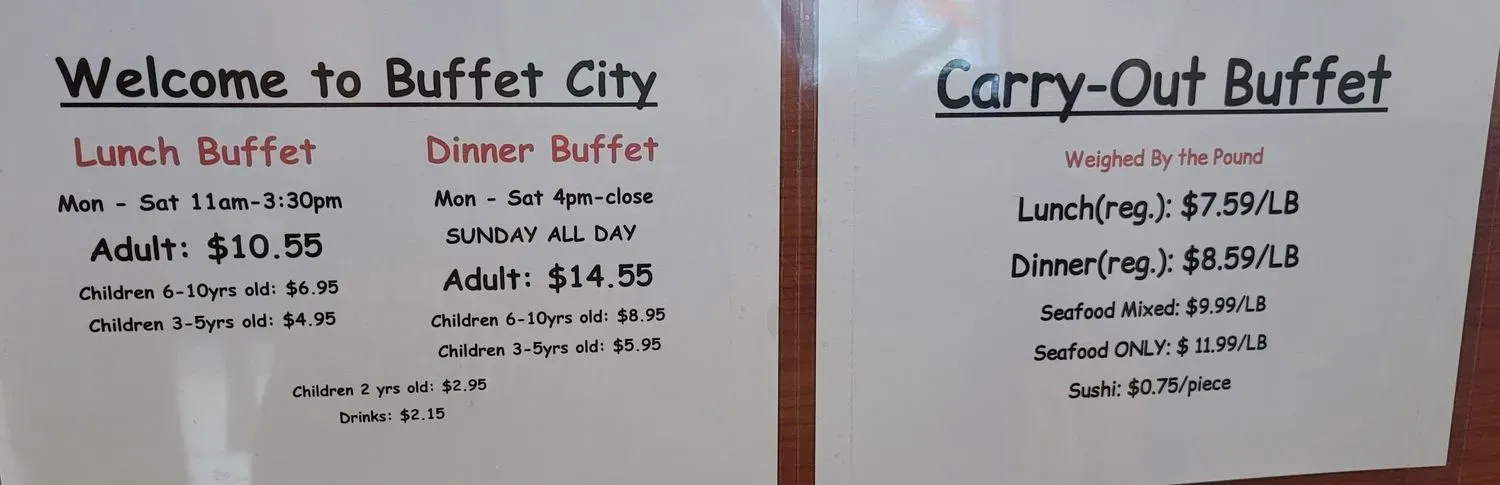 Welcome to Buffet City
Lunch Buffet
Mon - Sat 11am-3:30pm
Adult: $10.55
Children 6-10yrs old: $6.95
Children 3-5yrs old: $4.95
Dinner Buffet
Mon - Sat 4pm-close
SUNDAY ALL DAY
Adult: $14.55
Children 6-10yrs old: $8.95
Children 3-5yrs old: $5.95
Children 2 yrs old: $2.95
Drinks: $2.15
Carry-Out Buffet
Weighed By the Pound
Lunch(reg.): $7.59/LB
Dinner(reg.): $8.59/LB
Seafood Mixed: $9.99/LB
Seafood ONLY: $ 11.99/LB
Sushi: $0.75/piece